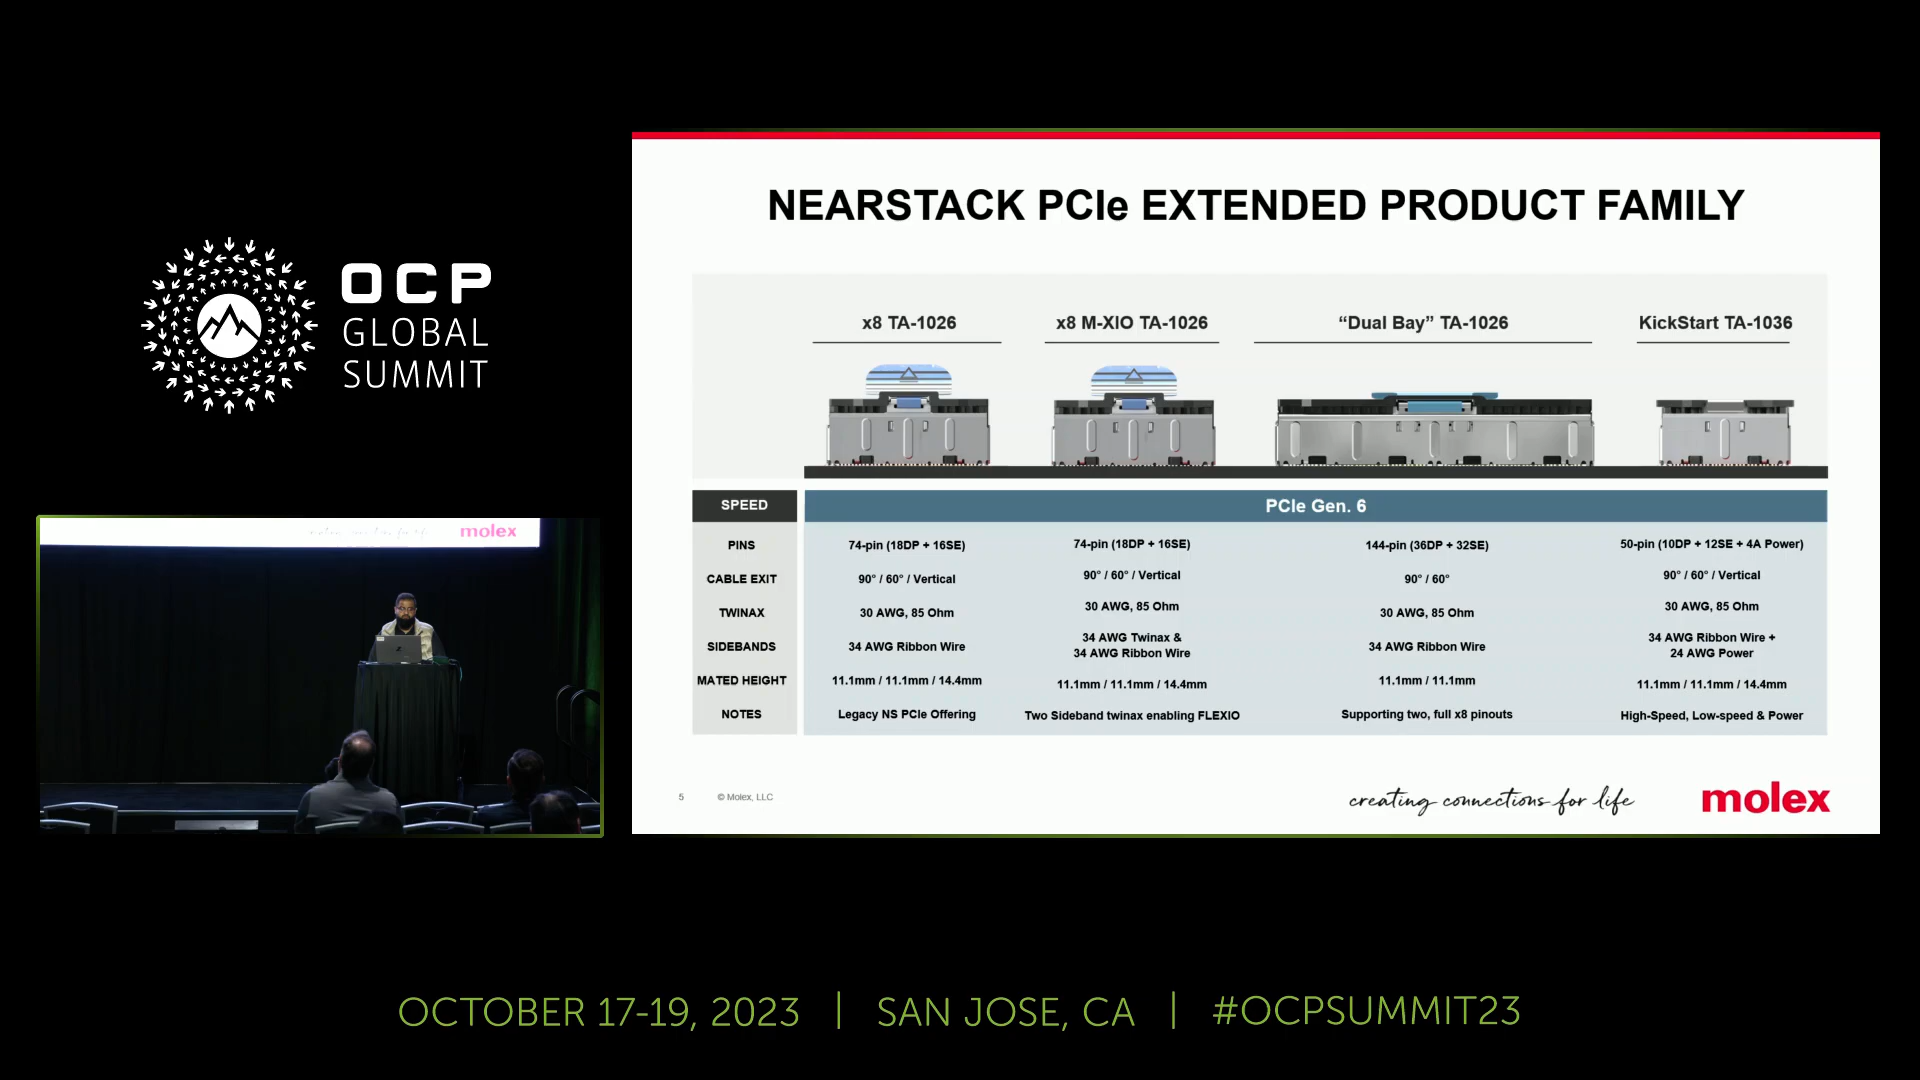 OCP
GLOBAL
SUMMIT
molex
NEARSTACK PCIe EXTENDED PRODUCT FAMILY
x8 TA-1026
x8 M-XIO TA-1026
“Dual Bay” TA-1026
KickStart TA-1036
SPEED
PCIe Gen. 6
PINS
74-pin (18DP + 16SE)
74-pin (18DP + 16SE)
144-pin (36DP + 32SE)
50-pin (10DP + 12SE + 4A Power)
CABLE EXIT
90° / 60° / Vertical
90° / 60° / Vertical
90° / 60°
90° / 60° / Vertical
TWINAX
30 AWG, 85 Ohm
30 AWG, 85 Ohm
30 AWG, 85 Ohm
30 AWG, 85 Ohm
SIDEBANDS
34 AWG Ribbon Wire
34 AWG Twinax &
34 AWG Ribbon Wire
34 AWG Ribbon Wire
34 AWG Ribbon Wire +
24 AWG Power
MATED HEIGHT
11.1mm / 11.1mm / 14.4mm
11.1mm / 11.1mm / 14.4mm
11.1mm / 11.1mm
11.1mm / 11.1mm / 14.4mm
NOTES
Legacy NS PCIe Offering
Two Sideband twinax enabling FLEXIO
Supporting two, full x8 pinouts
High-Speed, Low-speed & Power
5
© Molex, LLC
creating connections for life
molex
OCTOBER 17-19, 2023 | SAN JOSE, CA | #OCPSUMMIT23